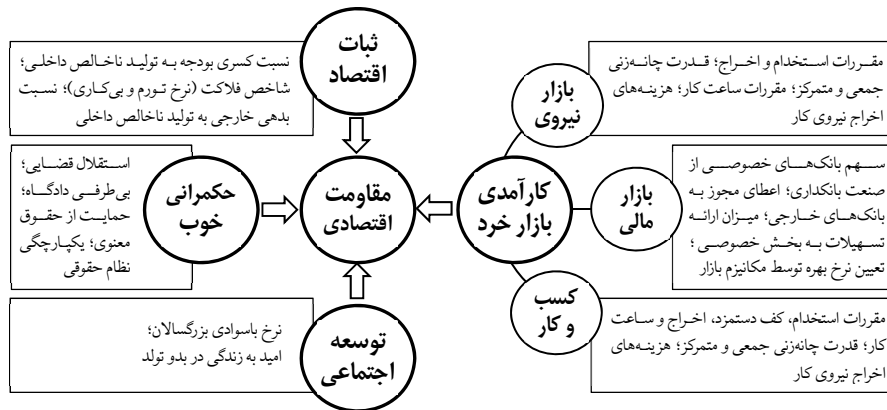 ثبات
اقتصاد
نسبت کسری بودجه به تولید ناخالص داخلی؛
شاخص فلاکت (نرخ تورم و بی‌کاری)؛ نسبت
بدهی خارجی به تولید ناخالص داخلی
مقررات استخدام و اخراج؛ قدرت چانه‌زنی
جمعی و متمرکز؛ مقررات ساعت کار؛ هزینه‌های
اخراج نیروی کار
بازار
نیروی
سهم بانک‌های خصوصی از
صنعت بانکداری؛ اعطای مجوز به
بانک‌های خارجی؛ میزان ارائه
تسهیلات به بخش خصوصی؛
تعیین نرخ بهره توسط مکانیزم بازار
بازار
مالی
کارآمدی
بازار خرد
مقاومت
اقتصادی
حکمرانی
خوب
استقلال قضایی؛
بی‌طرفی دادگاه؛
حمایت از حقوق
معنوی؛ یکپارچگی
نظام حقوقی
کسب
و کار
مقررات استخدام، کف دستمزد، اخراج و ساعت
کار؛ قدرت چانه‌زنی جمعی و متمرکز؛ هزینه‌های
اخراج نیروی کار
توسعه
اجتماعی
نرخ باسوادی بزرگسالان؛
امید به زندگی در بدو تولد